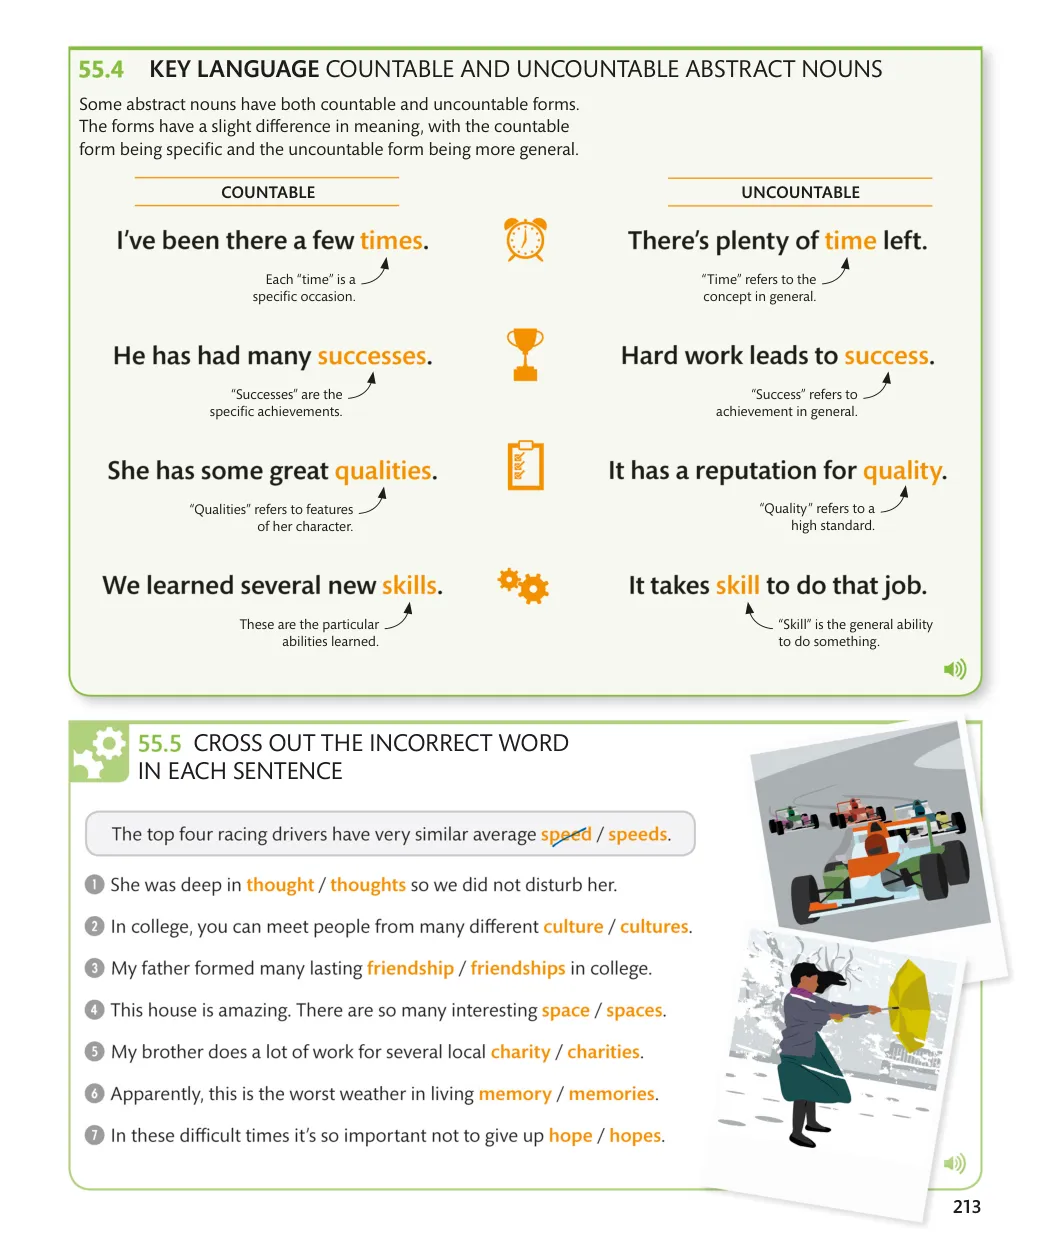 55.4 KEY LANGUAGE COUNTABLE AND UNCOUNTABLE ABSTRACT NOUNS
Some abstract nouns have both countable and uncountable forms.
The forms have a slight difference in meaning, with the countable
form being specific and the uncountable form being more general.
COUNTABLE
UNCOUNTABLE
I've been there a few times.
Each “time” is a
specific occasion.
There's plenty of time left.
“Time” refers to the
concept in general.
He has had many successes.
“Successes” are the
specific achievements.
Hard work leads to success.
“Success” refers to
achievement in general.
She has some great qualities.
“Qualities” refers to features
of her character.
It has a reputation for quality.
“Quality” refers to a
high standard.
We learned several new skills.
These are the particular
abilities learned.
It takes skill to do that job.
“Skill” is the general ability
to do something.
55.5 CROSS OUT THE INCORRECT WORD
IN EACH SENTENCE
The top four racing drivers have very similar average speed / speeds.
1 She was deep in thought / thoughts so we did not disturb her.
2 In college, you can meet people from many different culture / cultures.
3 My father formed many lasting friendship / friendships in college.
4 This house is amazing. There are so many interesting space / spaces.
5 My brother does a lot of work for several local charity / charities.
6 Apparently, this is the worst weather in living memory / memories.
7 In these difficult times it's so important not to give up hope / hopes.
213